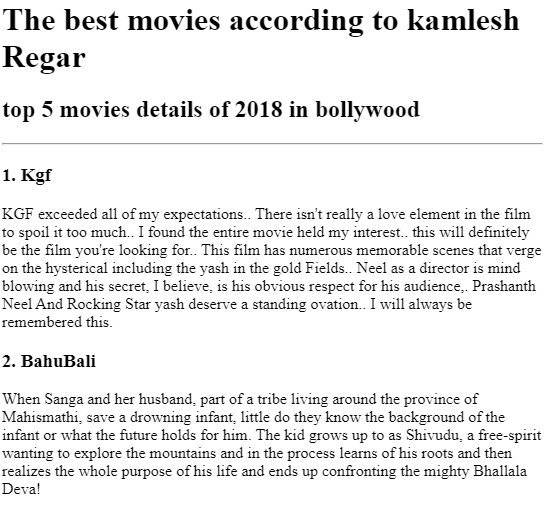 The best movies according to kamlesh
Regar
top 5 movies details of 2018 in bollywood
1. Kgf
KGF exceeded all of my expectations.. There isn't really a love element in the film
to spoil it too much.. I found the entire movie held my interest.. this will definitely
be the film you're looking for.. This film has numerous memorable scenes that verge
on the hysterical including the yash in the gold Fields.. Neel as a director is mind
blowing and his secret, I believe, is his obvious respect for his audience,. Prashanth
Neel And Rocking Star yash deserve a standing ovation.. I will always be
remembered this.
2. BahuBali
When Sanga and her husband, part of a tribe living around the province of
Mahismathi, save a drowning infant, little do they know the background of the
infant or what the future holds for him. The kid grows up to as Shivudu, a free-spirit
wanting to explore the mountains and in the process learns of his roots and then
realizes the whole purpose of his life and ends up confronting the mighty Bhallala
Deva!